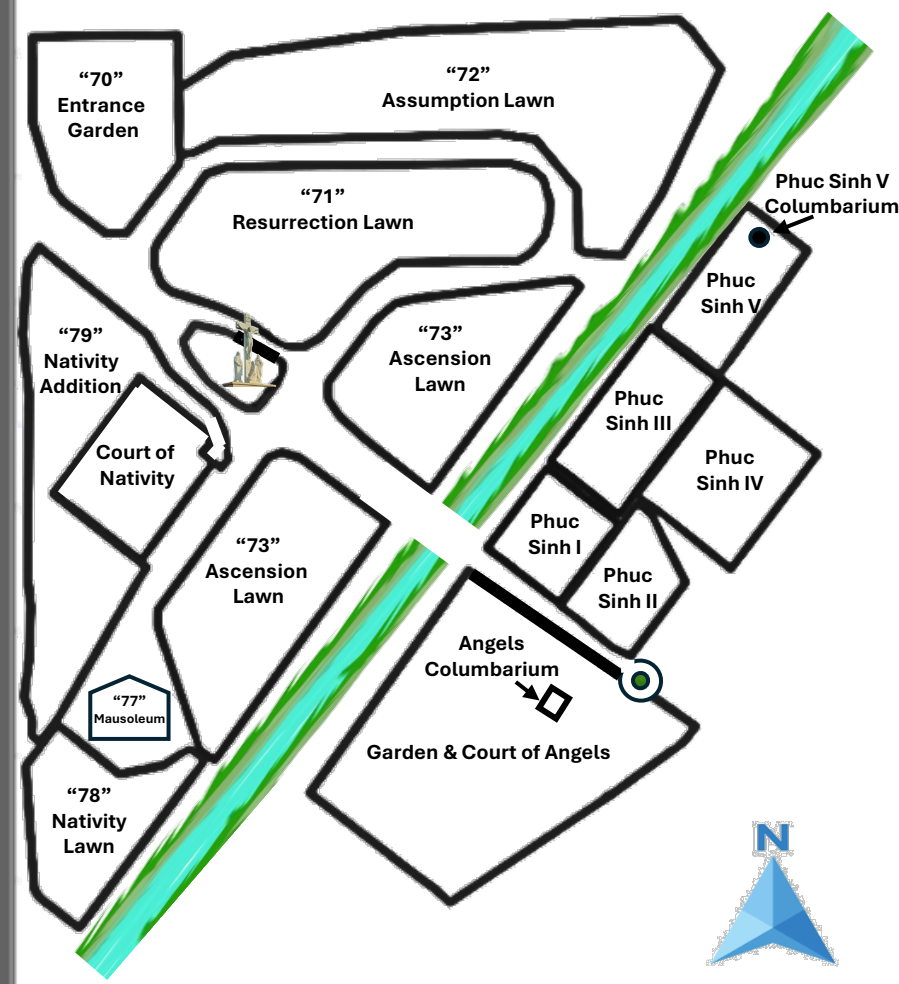 “70”
Entrance
Garden
“72”
Assumption Lawn
“71”
Resurrection Lawn
Phuc Sinh V
Columbarium
Phuc
Sinh V
“79”
Nativity
Addition
“73”
Ascension
Lawn
Phuc
Sinh III
Court of
Nativity
Phuc
Sinh IV
“73”
Ascension
Lawn
Phuc
Sinh I
Phuc
Sinh II
Angels
Columbarium
“77”
Mausoleum
Garden & Court of Angels
“78”
Nativity
Lawn
N